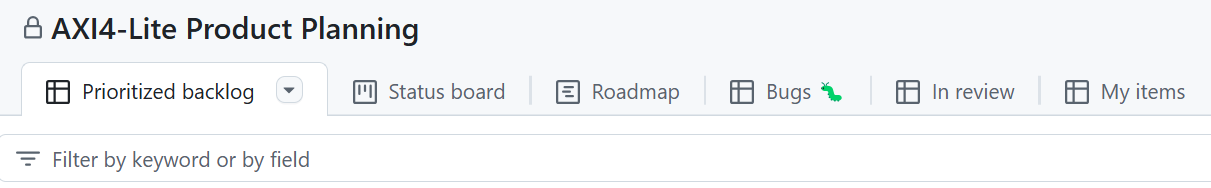 AXI4-Lite Product Planning
Prioritized backlog Status board Roadmap Bugs 🐛 In review My items
Filter by keyword or by field